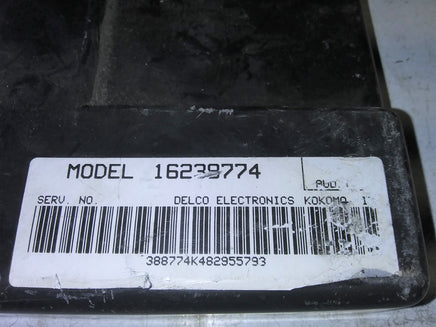 MODEL 16239774
SERV. NO. DELCO ELECTRONICS KOKOMO
388774K482955793